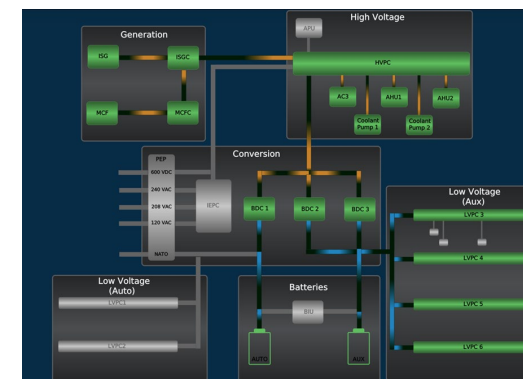 Generation
ISG
ISGC
MCF
MCFC
High Voltage
APU
HVPC
AC3
AHU1
AHU2
Coolant
Pump 1
Coolant
Pump 2
Conversion
PEP
600 VDC
240 VAC
208 VAC
120 VAC
NATO
IEPC
BDC 1
BDC 2
BDC 3
Low Voltage
(Aux)
LVPC 3
LVPC 4
LVPC 5
LVPC 6
Low Voltage
(Auto)
LVPC1
LVPC2
Batteries
BIU
AUTO
AUX